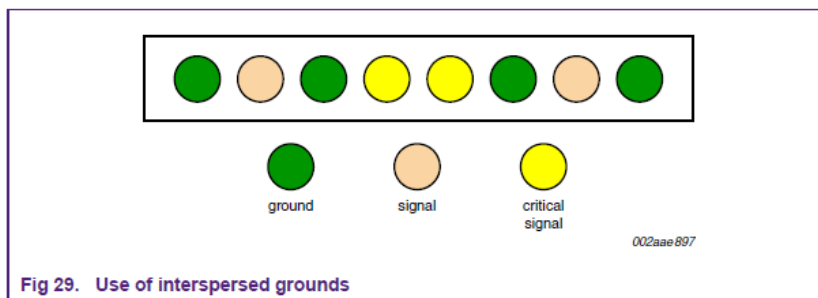 ground signal critical
signal
002aae897
Fig 29. Use of interspersed grounds